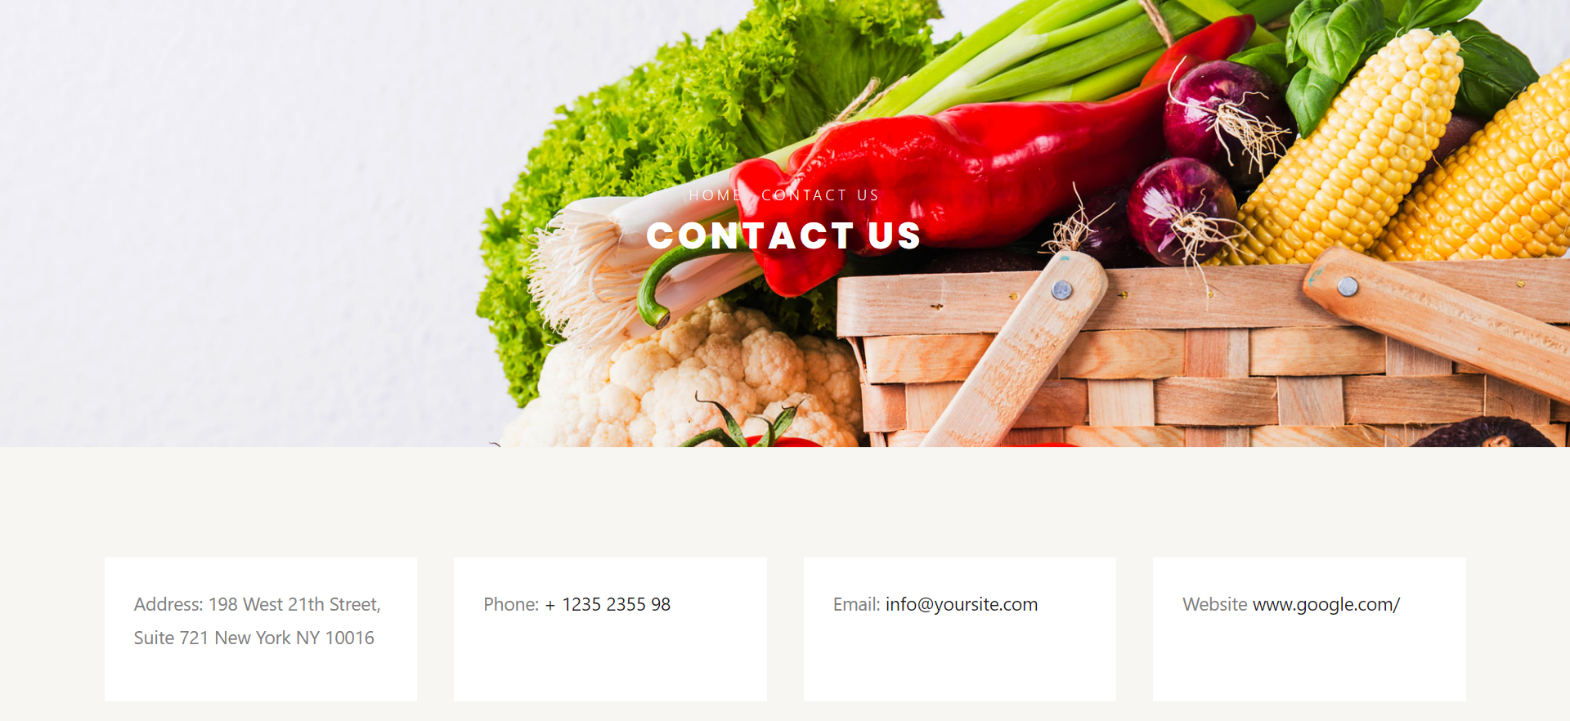 HOME CONTACT US
CONTACT US
Address: 198 West 21th Street,
Suite 721 New York NY 10016
Phone: + 1235 2355 98
Email: info@yoursite.com
Website www.google.com/